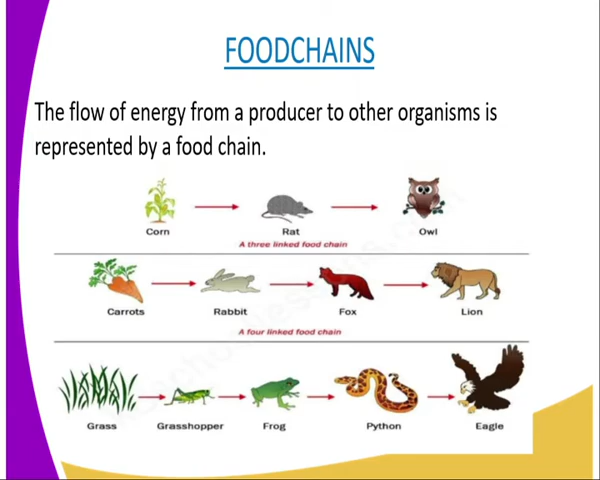 FOODCHAINS
The flow of energy from a producer to other organisms is
represented by a food chain.
Corn Rat Owl
A three linked food chain
Carrots Rabbit Fox Lion
A four linked food chain
Grass Grasshopper Frog Python Eagle